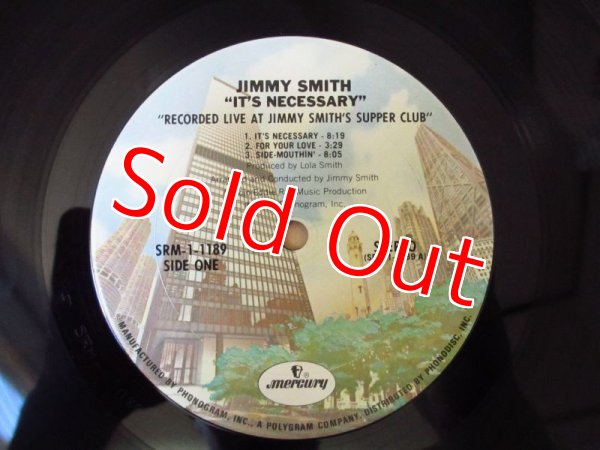 JIMMY SMITH
"IT'S NECESSARY"
"RECORDED LIVE AT JIMMY SMITH'S SUPPER CLUB"
1. IT'S NECESSARY - 8:19
2. FOR YOUR LOVE - 3:29
3. SIDE-MOUTHIN' - 8:05
Produced by Lola Smith
and Conducted by Jimmy Smith
Music Production
Inc.
Sold Out
SRM-1-1189
SIDE ONE
mercury
MANUFACTURED BY PHONOGRAM, INC., A POLYGRAM COMPANY. DISTRIBUTED BY PHONODISC, INC.